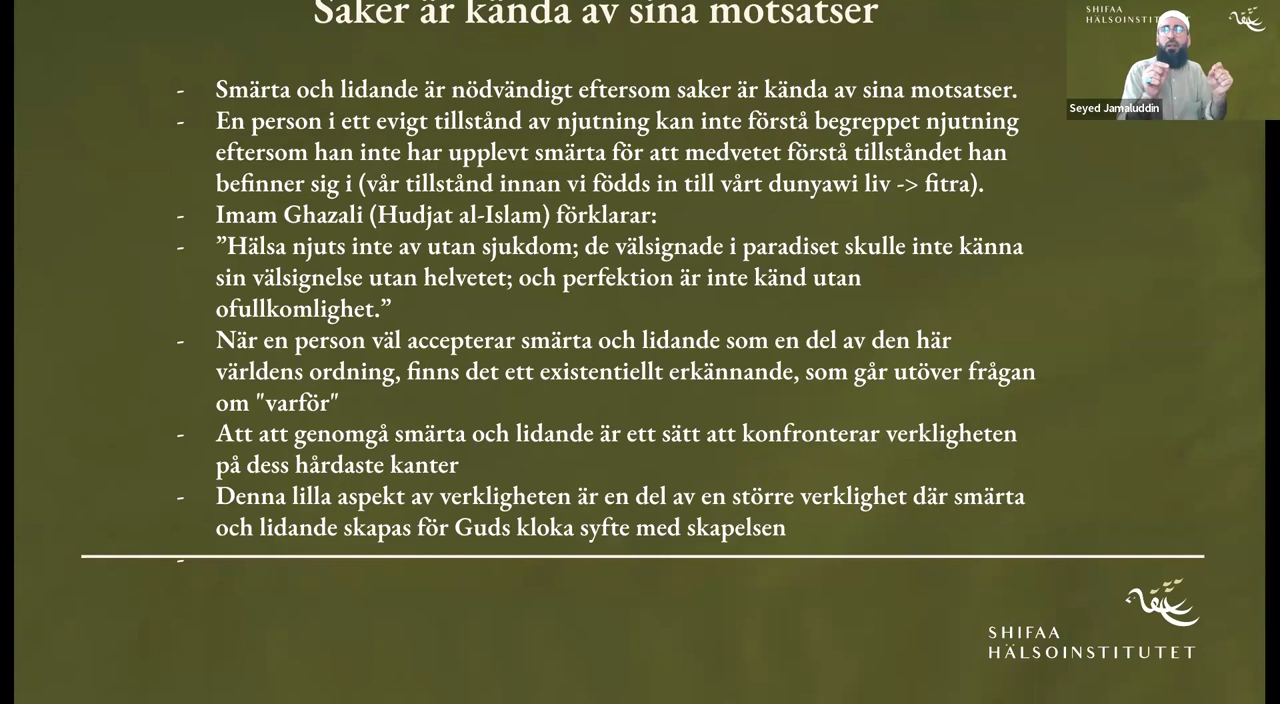 Saker är kända av sina motsatser
SHIFAA
HÄLSOINSTITUTET
Seyed Jamaluddin
- Smärta och lidande är nödvändigt eftersom saker är kända av sina motsatser.
- En person i ett evigt tillstånd av njutning kan inte förstå begreppet njutning
eftersom han inte har upplevt smärta för att medvetet förstå tillståndet han
befinner sig i (vår tillstånd innan vi födds in till vårt dunyawi liv -> fitra).
- Imam Ghazali (Hudjat al-Islam) förklarar:
- ”Hälsa njuts inte av utan sjukdom; de välsignade i paradiset skulle inte känna
sin välsignelse utan helvetet; och perfektion är inte känd utan
ofullkomlighet.”
- När en person väl accepterar smärta och lidande som en del av den här
världens ordning, finns det ett existentiellt erkännande, som går utöver frågan
om "varför"
- Att att genomgå smärta och lidande är ett sätt att konfronterar verkligheten
på dess hårdaste kanter
- Denna lilla aspekt av verkligheten är en del av en större verklighet där smärta
och lidande skapas för Guds kloka syfte med skapelsen
-
SHIFAA
HÄLSOINSTITUTET